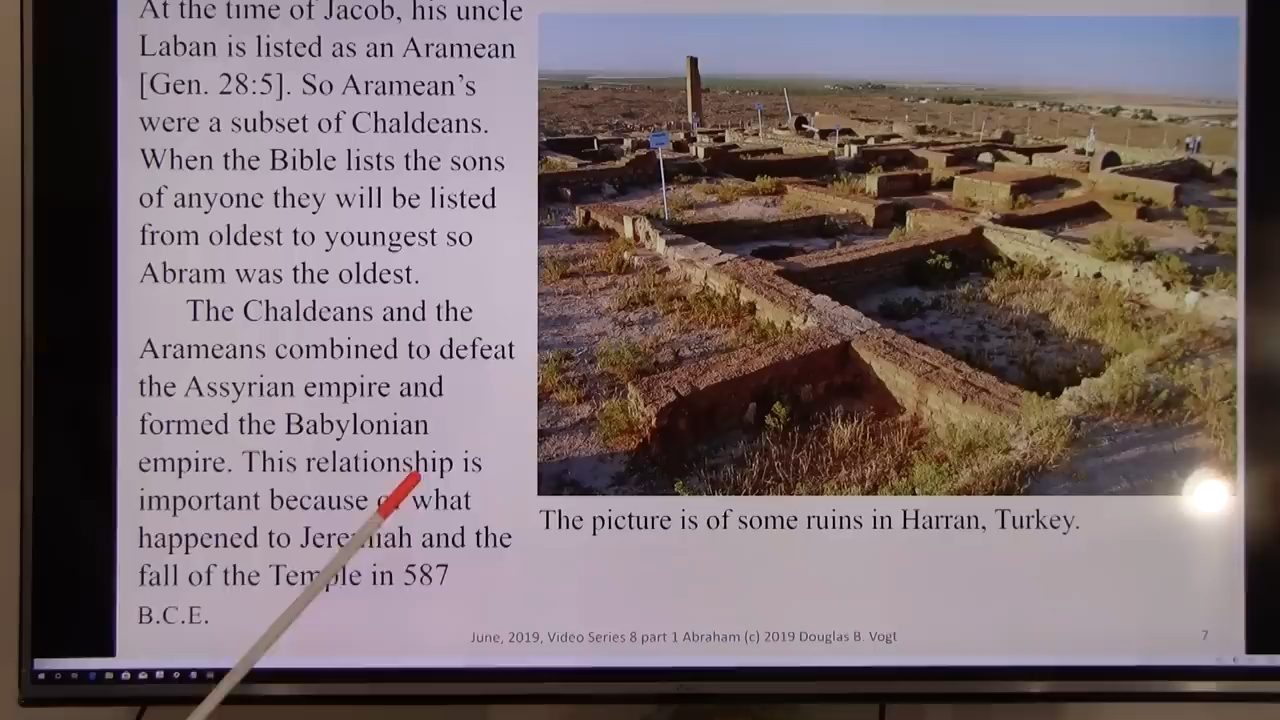 At the time of Jacob, his uncle
Laban is listed as an Aramean
[Gen. 28:5]. So Aramean's
were a subset of Chaldeans.
When the Bible lists the sons
of anyone they will be listed
from oldest to youngest so
Abram was the oldest.
The Chaldeans and the
Arameans combined to defeat
the Assyrian empire and
formed the Babylonian
empire. This relationship is
important because of what
happened to Jeremiah and the
fall of the Temple in 587
B.C.E.
The picture is of some ruins in Harran, Turkey.
June, 2019, Video Series 8 part 1 Abraham (c) 2019 Douglas B. Vogt
7